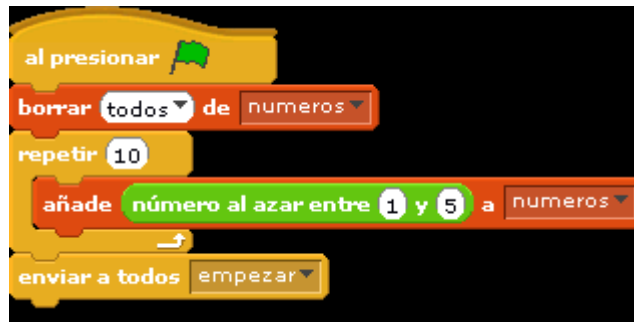 al presionar
borrar todos de numeros
repetir 10
añade número al azar entre 1 y 5 a numeros
enviar a todos empezar